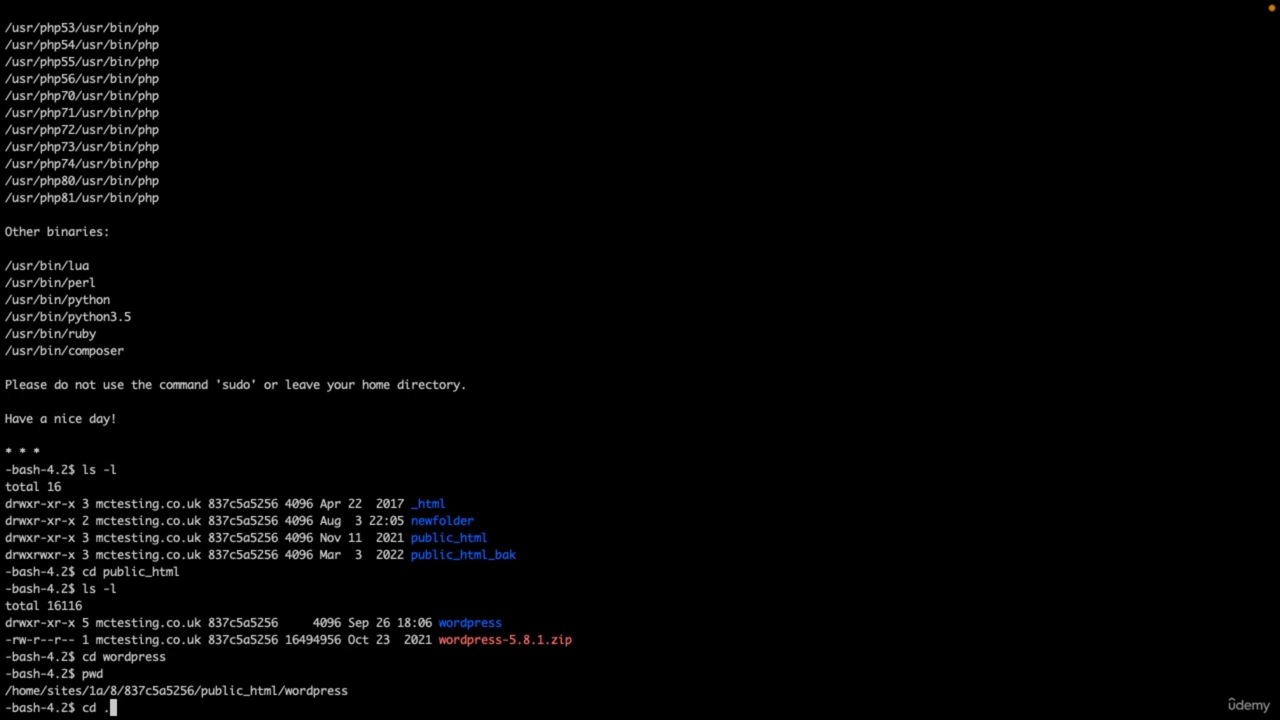 /usr/php53/usr/bin/php
/usr/php54/usr/bin/php
/usr/php55/usr/bin/php
/usr/php56/usr/bin/php
/usr/php70/usr/bin/php
/usr/php71/usr/bin/php
/usr/php72/usr/bin/php
/usr/php73/usr/bin/php
/usr/php74/usr/bin/php
/usr/php80/usr/bin/php
/usr/php81/usr/bin/php
Other binaries:
/usr/bin/lua
/usr/bin/perl
/usr/bin/python
/usr/bin/python3.5
/usr/bin/ruby
/usr/bin/composer
Please do not use the command 'sudo' or leave your home directory.
Have a nice day!
* * *
-bash-4.2$ ls -l
total 16
drwxr-xr-x 3 mctesting.co.uk 837c5a5256 4096 Apr 22  2017 _html
drwxr-xr-x 2 mctesting.co.uk 837c5a5256 4096 Aug  3 22:05 newfolder
drwxr-xr-x 3 mctesting.co.uk 837c5a5256 4096 Nov 11  2021 public_html
drwxrwxr-x 3 mctesting.co.uk 837c5a5256 4096 Mar  3  2022 public_html_bak
-bash-4.2$ cd public_html
-bash-4.2$ ls -l
total 16116
drwxr-xr-x 5 mctesting.co.uk 837c5a5256     4096 Sep 26 18:06 wordpress
-rw-r--r-- 1 mctesting.co.uk 837c5a5256 16494956 Oct 23  2021 wordpress-5.8.1.zip
-bash-4.2$ cd wordpress
-bash-4.2$ pwd
/home/sites/1a/8/837c5a5256/public_html/wordpress
-bash-4.2$ cd .
ûdemy